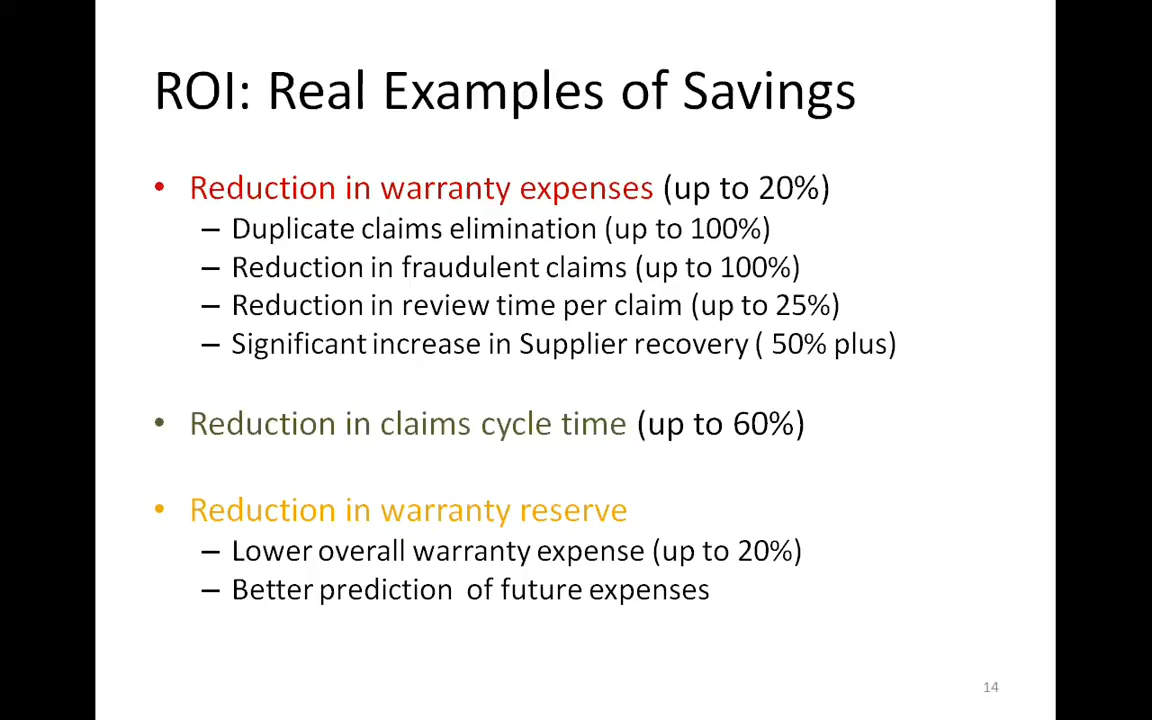 ROI: Real Examples of Savings
• Reduction in warranty expenses (up to 20%)
– Duplicate claims elimination (up to 100%)
– Reduction in fraudulent claims (up to 100%)
– Reduction in review time per claim (up to 25%)
– Significant increase in Supplier recovery ( 50% plus)
• Reduction in claims cycle time (up to 60%)
• Reduction in warranty reserve
– Lower overall warranty expense (up to 20%)
– Better prediction  of future expenses
14